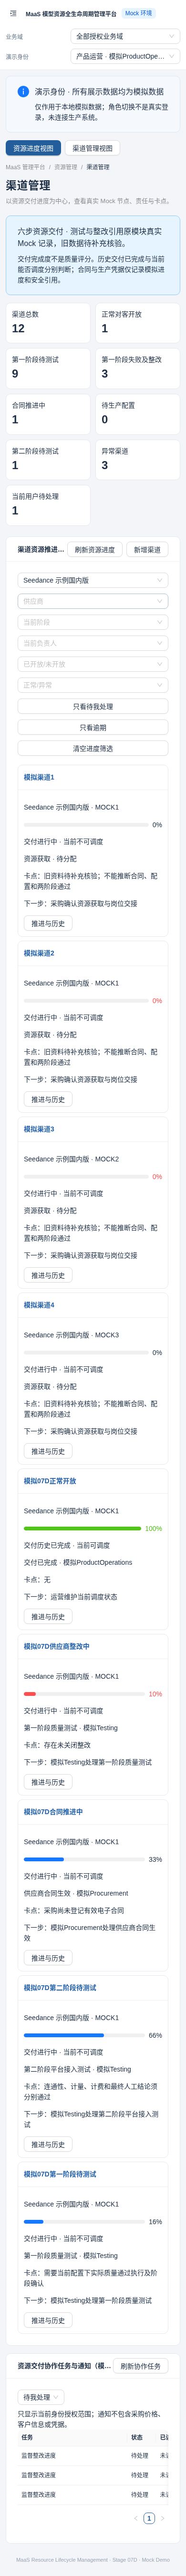 MaaS 模型资源全生命周期管理平台 Mock 环境
业务域 全部授权业务域
演示身份 产品运营 · 模拟ProductOpe…
演示身份 · 所有展示数据均为模拟数据
仅作用于本地模拟数据；角色切换不是真实登
录，未连接生产系统。
资源进度视图 渠道管理视图
MaaS 管理平台 / 资源管理 / 渠道管理
渠道管理
以资源交付进度为中心，查看真实 Mock 节点、责任与卡点。
六步资源交付 · 测试与整改引用原模块真实
Mock 记录，旧数据待补充核验。
交付完成度不是质量评分。历史交付已完成与当前
能否调度分别判断；合同与生产凭据仅记录模拟进
度和安全引用。
渠道总数
12
正常对客开放
1
第一阶段待测试
9
第一阶段失败及整改
3
合同推进中
1
待生产配置
0
第二阶段待测试
1
异常渠道
3
当前用户待处理
1
渠道资源推进… 刷新资源进度 新增渠道
Seedance 示例国内版
供应商
当前阶段
当前负责人
已开放/未开放
正常/异常
只看待我处理
只看逾期
清空进度筛选
模拟渠道1
Seedance 示例国内版 · MOCK1
0%
交付进行中 · 当前不可调度
资源获取 · 待分配
卡点：旧资料待补充核验；不能推断合同、配
置和两阶段通过
下一步：采购确认资源获取与岗位交接
推进与历史
模拟渠道2
Seedance 示例国内版 · MOCK1
0%
交付进行中 · 当前不可调度
资源获取 · 待分配
卡点：旧资料待补充核验；不能推断合同、配
置和两阶段通过
下一步：采购确认资源获取与岗位交接
推进与历史
模拟渠道3
Seedance 示例国内版 · MOCK2
0%
交付进行中 · 当前不可调度
资源获取 · 待分配
卡点：旧资料待补充核验；不能推断合同、配
置和两阶段通过
下一步：采购确认资源获取与岗位交接
推进与历史
模拟渠道4
Seedance 示例国内版 · MOCK3
0%
交付进行中 · 当前不可调度
资源获取 · 待分配
卡点：旧资料待补充核验；不能推断合同、配
置和两阶段通过
下一步：采购确认资源获取与岗位交接
推进与历史
模拟07D正常开放
Seedance 示例国内版 · MOCK1
100%
交付历史已完成 · 当前可调度
交付已完成 · 模拟ProductOperations
卡点：无
下一步：运营维护当前调度状态
推进与历史
模拟07D供应商整改中
Seedance 示例国内版 · MOCK1
10%
交付进行中 · 当前不可调度
第一阶段质量测试 · 模拟Testing
卡点：存在未关闭整改
下一步：模拟Testing处理第一阶段质量测试
推进与历史
模拟07D合同推进中
Seedance 示例国内版 · MOCK1
33%
交付进行中 · 当前不可调度
供应商合同生效 · 模拟Procurement
卡点：采购尚未登记有效电子合同
下一步：模拟Procurement处理供应商合同生
效
推进与历史
模拟07D第二阶段待测试
Seedance 示例国内版 · MOCK1
66%
交付进行中 · 当前不可调度
第二阶段平台接入测试 · 模拟Testing
卡点：连通性、计量、计费和最终人工结论须
分别通过
下一步：模拟Testing处理第二阶段平台接入测
试
推进与历史
模拟07D第一阶段待测试
Seedance 示例国内版 · MOCK1
16%
交付进行中 · 当前不可调度
第一阶段质量测试 · 模拟Testing
卡点：需要当前配置下实际质量通过执行及阶
段确认
下一步：模拟Testing处理第一阶段质量测试
推进与历史
资源交付协作任务与通知（模… 刷新协作任务
待我处理
只显示当前身份授权范围；通知不包含采购价格、
客户信息或凭据。
任务 状态
监督整改进度 待处理
监督整改进度 待处理
监督整改进度 待处理
1
MaaS Resource Lifecycle Management · Stage 07D · Mock Demo